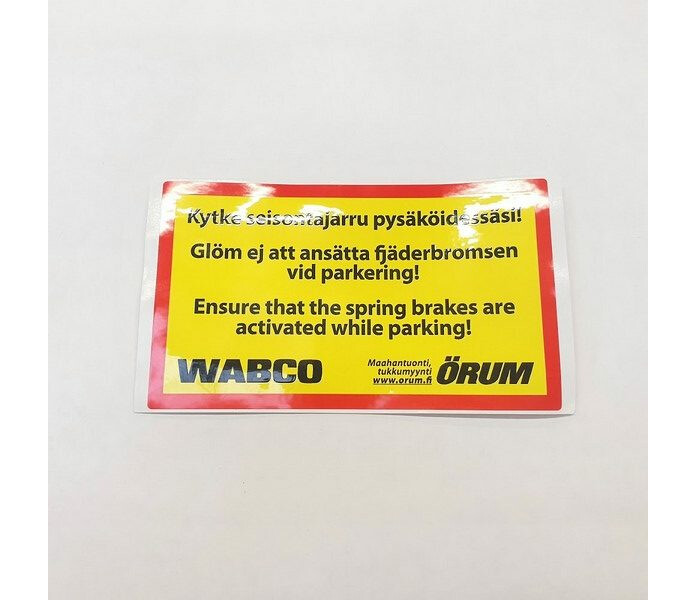 Kytke seisontajarru pysäköidessäsi!
Glöm ej att ansätta fjäderbromsen
vid parkering!
Ensure that the spring brakes are
activated while parking!
WABCO
Maahantuonti,
tukkumyynti
www.orum.fi
ÖRUM